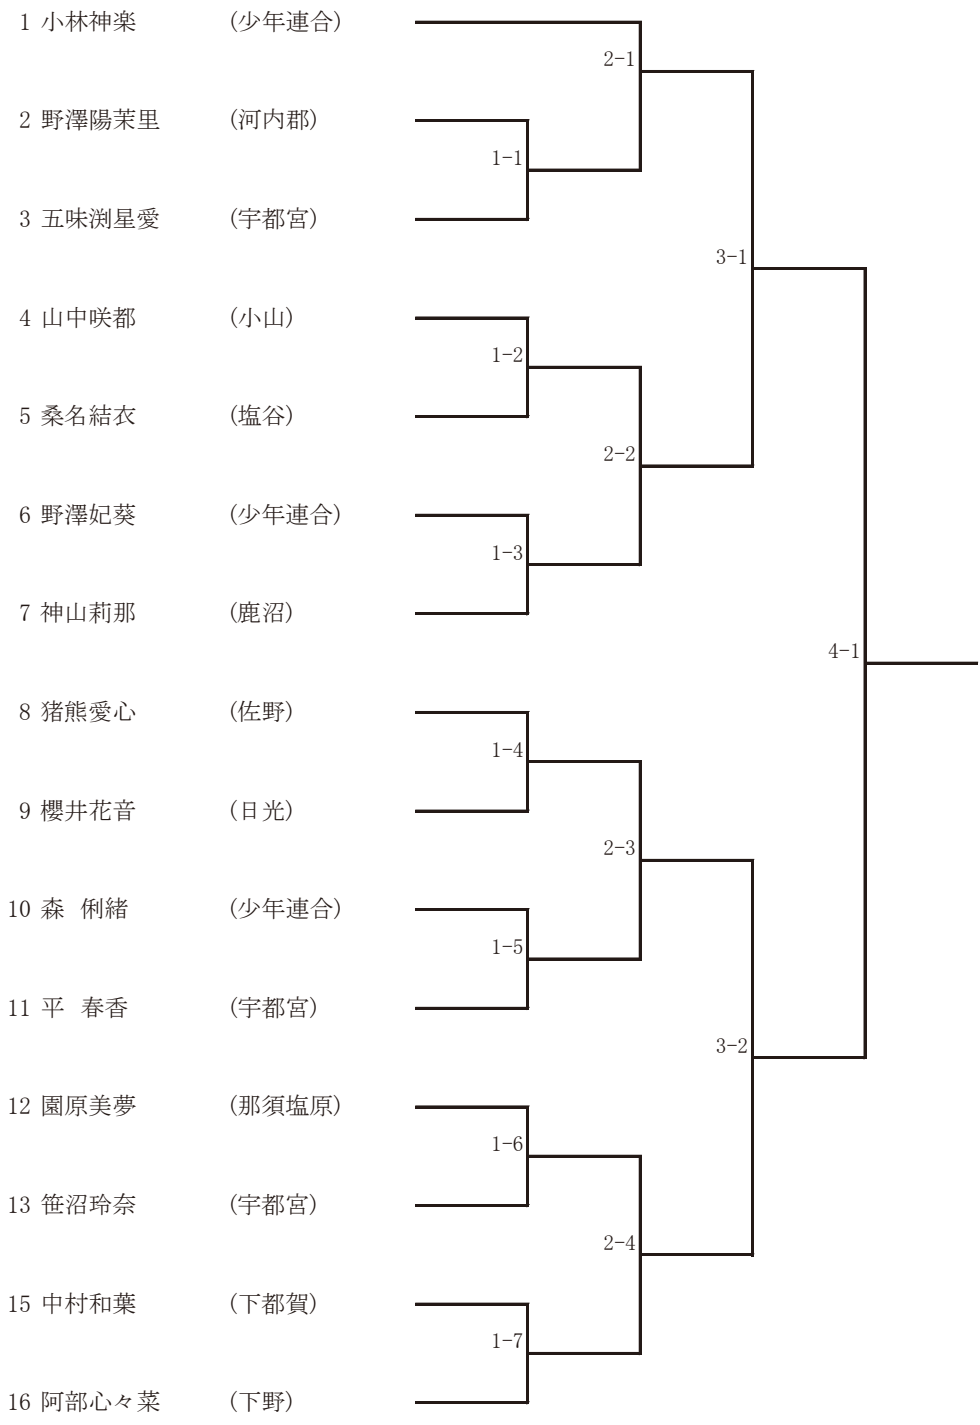 1 小林神楽 (少年連合)
2-1
2 野澤陽茉里 (河内郡)
1-1
3 五味渕星愛 (宇都宮)
3-1
4 山中咲都 (小山)
1-2
5 桑名結衣 (塩谷)
2-2
6 野澤妃葵 (少年連合)
1-3
7 神山莉那 (鹿沼)
4-1
8 猪熊愛心 (佐野)
1-4
9 櫻井花音 (日光)
2-3
10 森 俐緒 (少年連合)
1-5
11 平 春香 (宇都宮)
3-2
12 園原美夢 (那須塩原)
1-6
13 笹沼玲奈 (宇都宮)
2-4
15 中村和葉 (下都賀)
1-7
16 阿部心々菜 (下野)